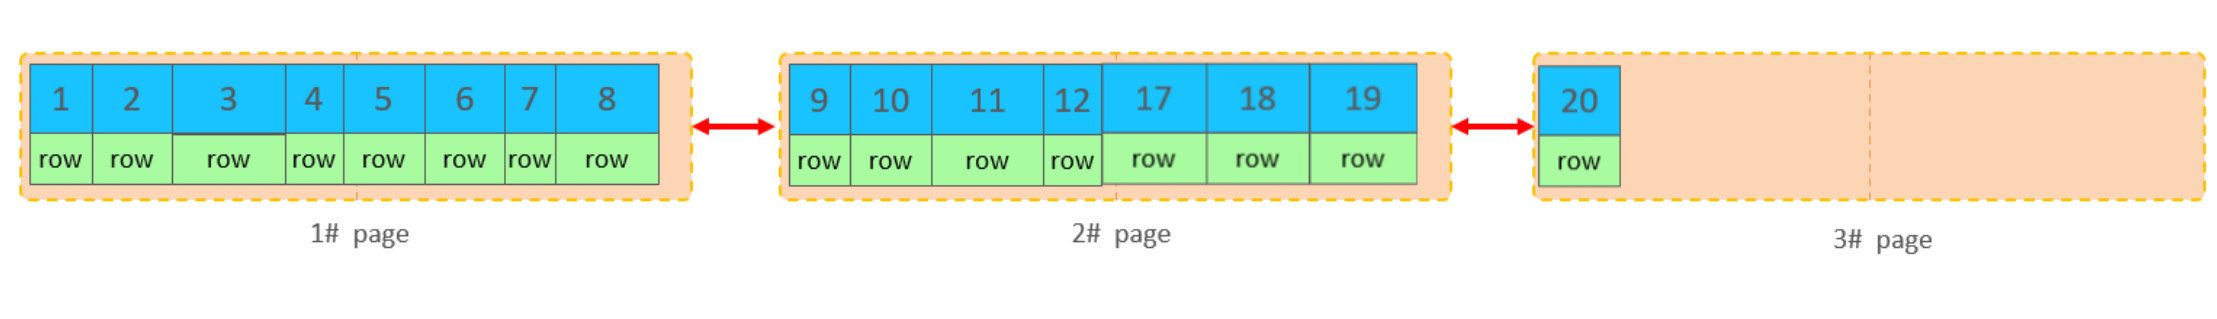 1 2 3 4 5 6 7 8
row row row row row row row row
1# page
9 10 11 12 17 18 19
row row row row row row row
2# page
20
row
3# page